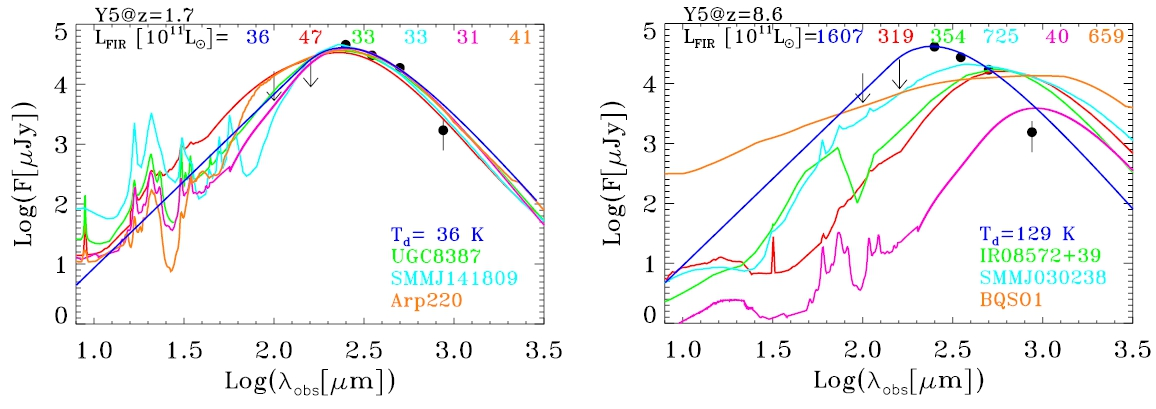 Y5@z=1.7
L_FIR [10^11 L_⊙]= 36 47 33 33 31 41
5
4
3
2
1
0
Log(F[μJy])
T_d= 36 K
UGC8387
SMMJ141809
Arp220
1.0 1.5 2.0 2.5 3.0 3.5
Log(λ_obs[μm])
Y5@z=8.6
L_FIR [10^11 L_⊙]=1607 319 354 725 40 659
5
4
3
2
1
0
Log(F[μJy])
T_d=129 K
IR08572+39
SMMJ030238
BQSO1
1.0 1.5 2.0 2.5 3.0 3.5
Log(λ_obs[μm])